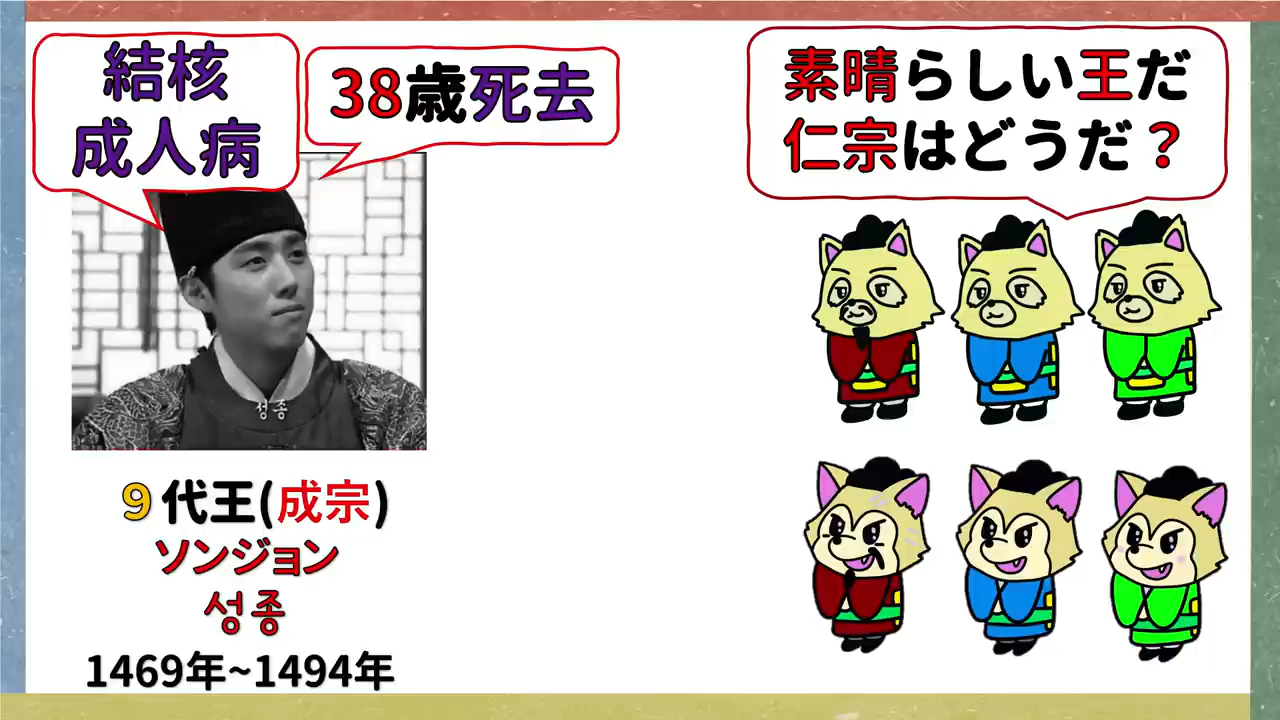 結核
成人病
38歳死去
素晴らしい王だ
仁宗はどうだ?
성종
9代王(成宗)
ソンジョン
성종
1469年~1494年